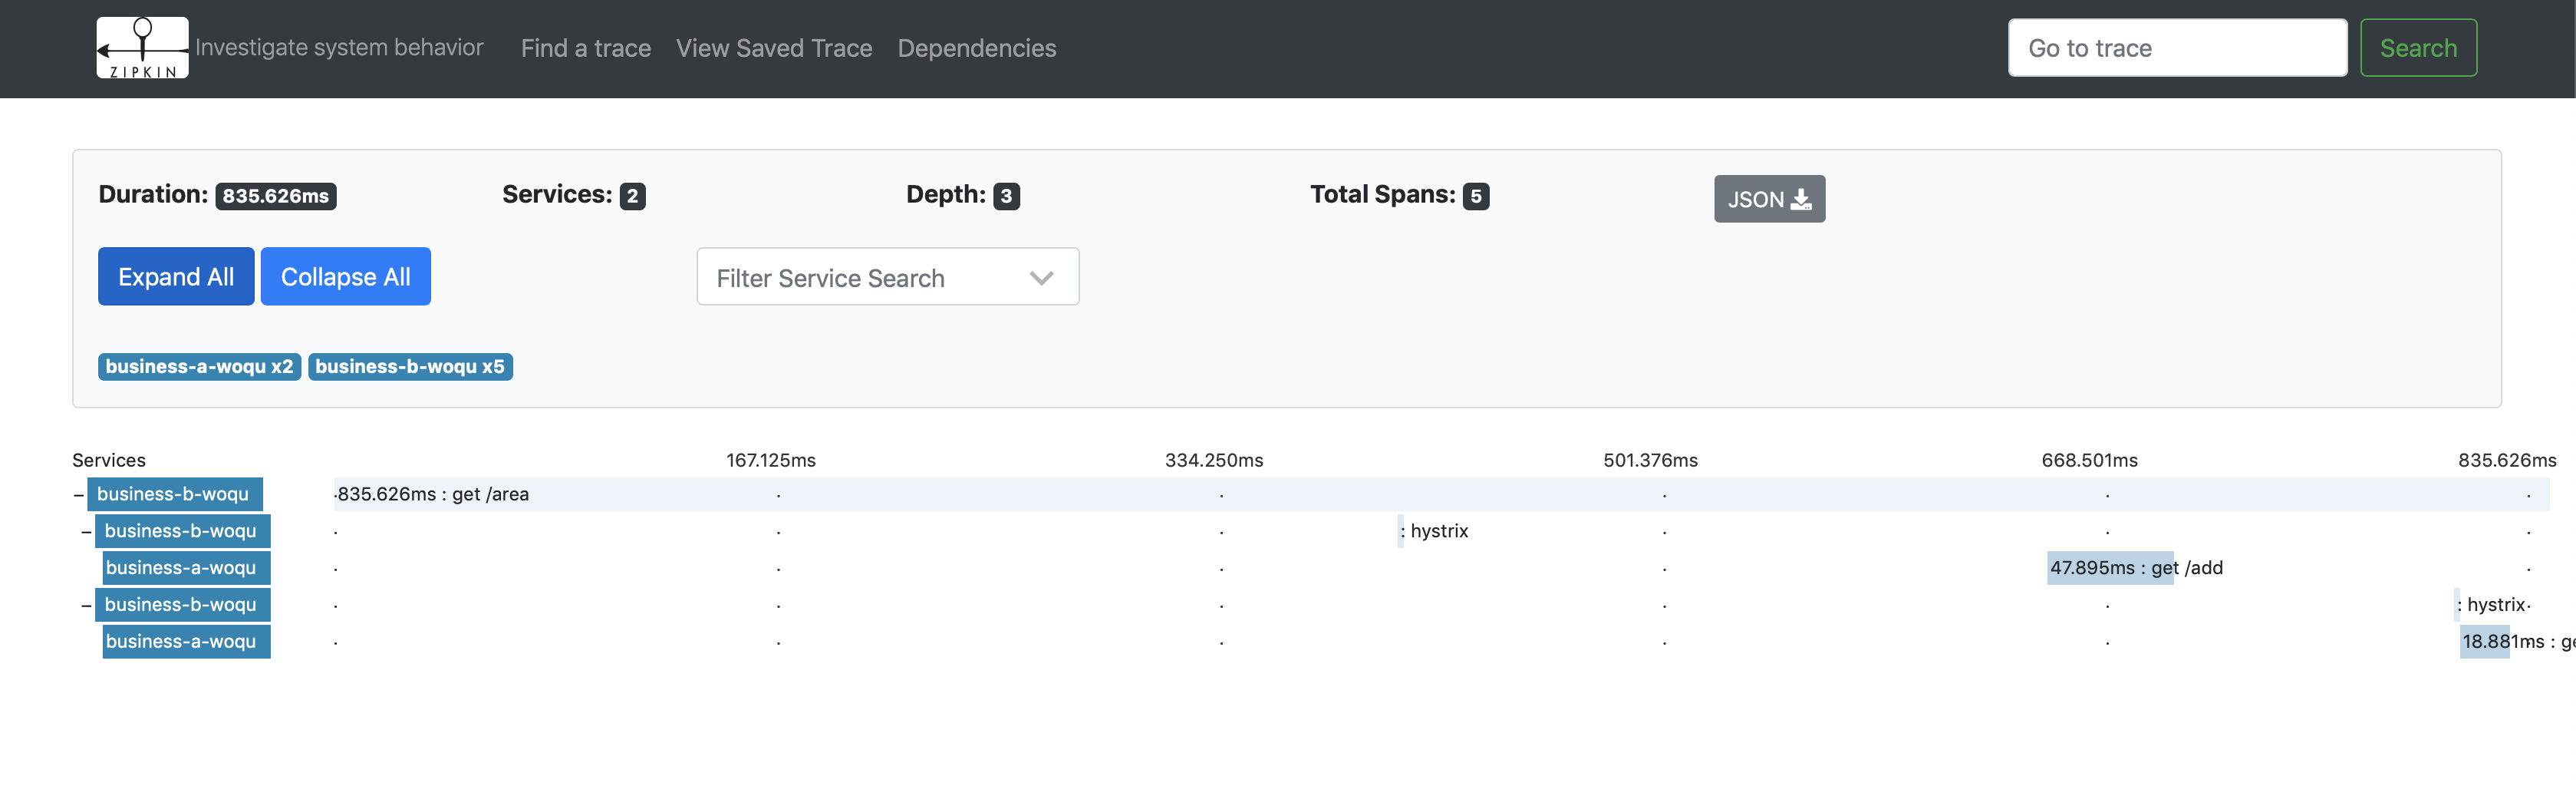 ZIPKIN Investigate system behavior Find a trace View Saved Trace Dependencies Go to trace Search
Duration: 835.626ms Services: 2 Depth: 3 Total Spans: 5 JSON
Expand All Collapse All Filter Service Search
business-a-woqu x2 business-b-woqu x5
Services 167.125ms 334.250ms 501.376ms 668.501ms 835.626ms
– business-b-woqu 835.626ms : get /area
– business-b-woqu : hystrix
business-a-woqu 47.895ms : get /add
– business-b-woqu : hystrix
business-a-woqu 18.881ms :